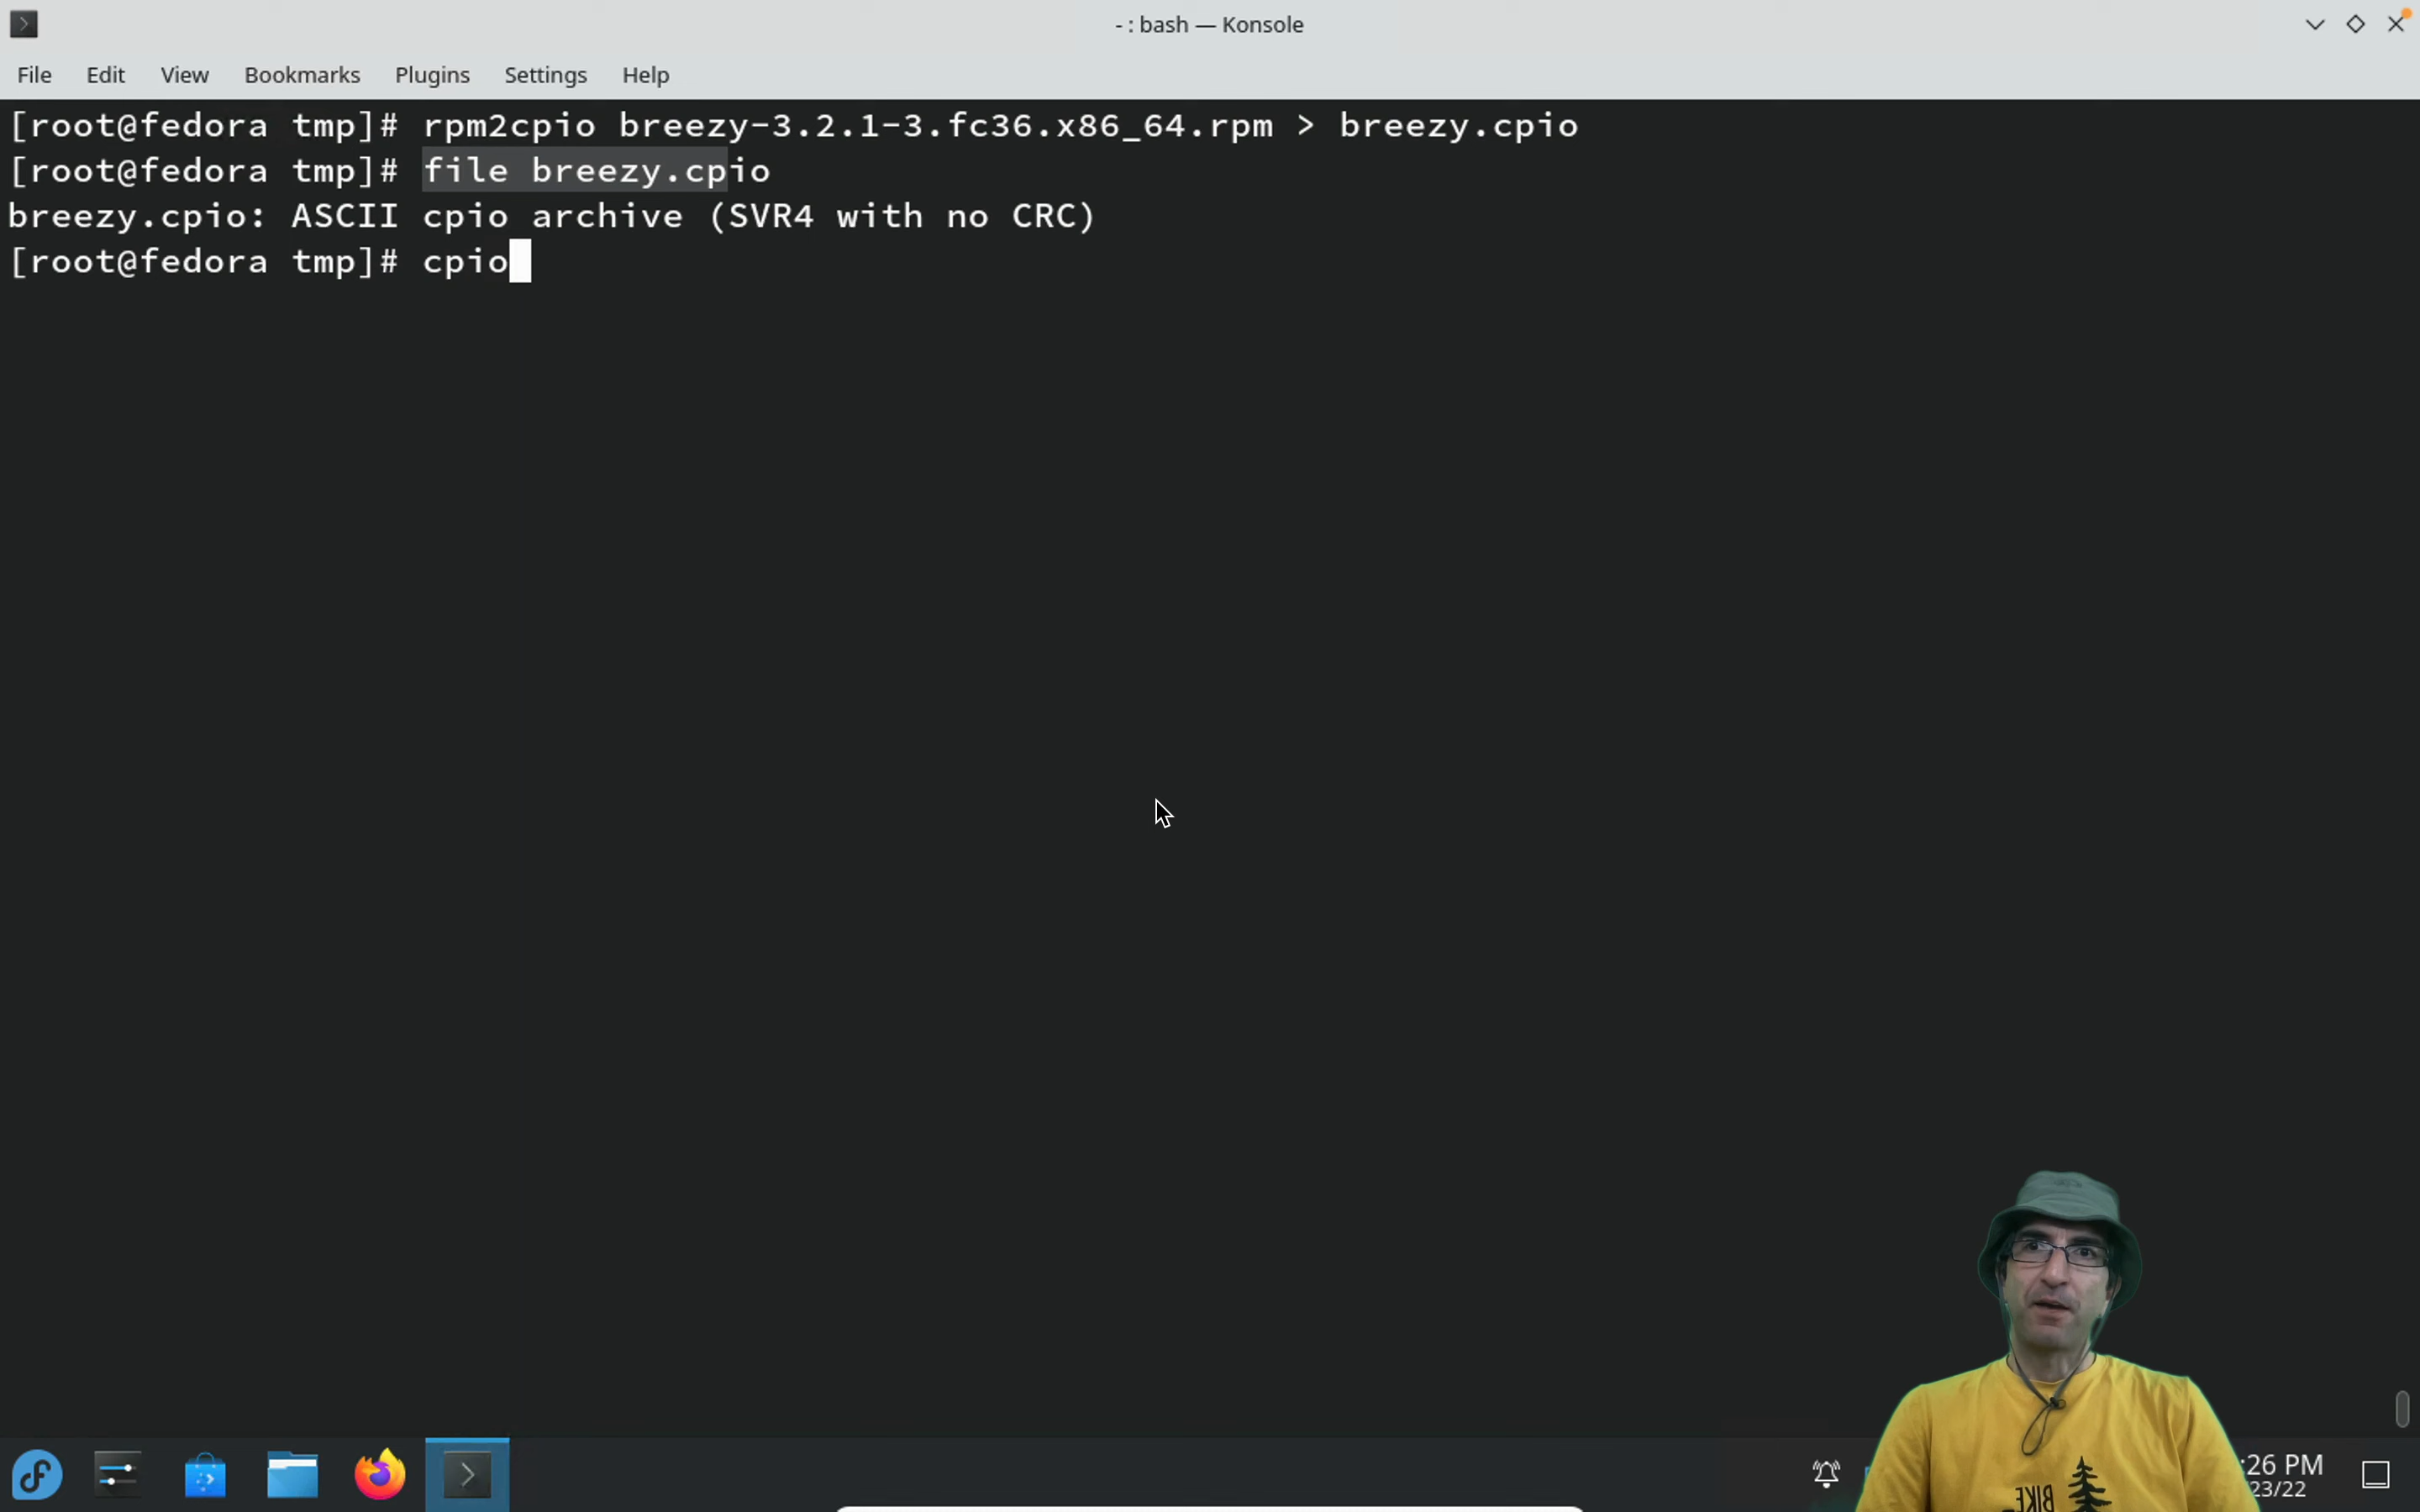 - : bash — Konsole
File Edit View Bookmarks Plugins Settings Help
[root@fedora tmp]# rpm2cpio breezy-3.2.1-3.fc36.x86_64.rpm > breezy.cpio
[root@fedora tmp]# file breezy.cpio
breezy.cpio: ASCII cpio archive (SVR4 with no CRC)
[root@fedora tmp]# cpio
:26 PM
/23/22
BIKE